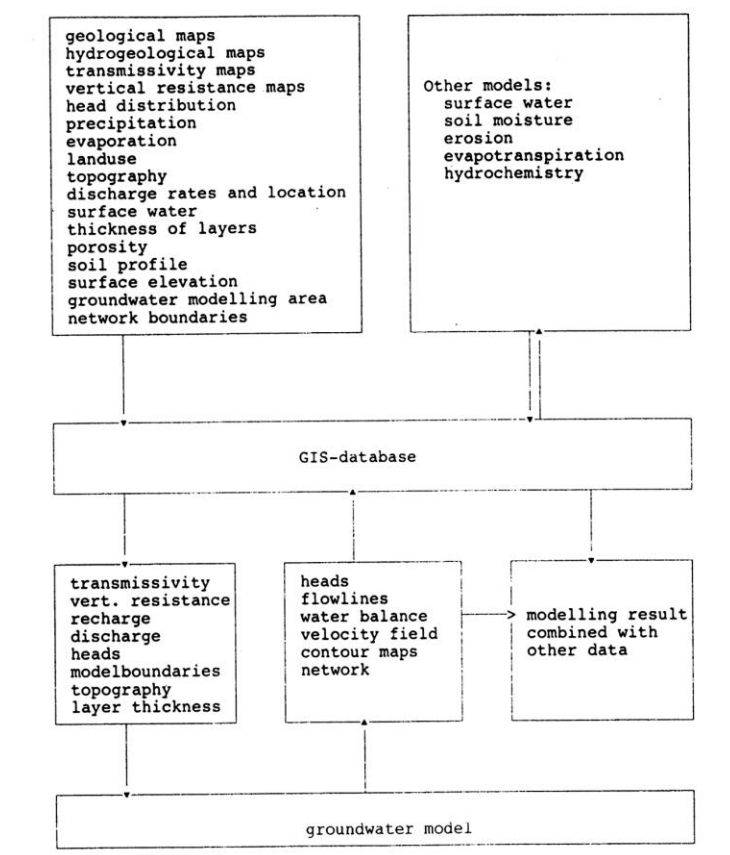 geological maps
hydrogeological maps
transmissivity maps
vertical resistance maps
head distribution
precipitation
evaporation
landuse
topography
discharge rates and location
surface water
thickness of layers
porosity
soil profile
surface elevation
groundwater modelling area
network boundaries
Other models:
surface water
soil moisture
erosion
evapotranspiration
hydrochemistry
GIS-database
transmissivity
vert. resistance
recharge
discharge
heads
modelboundaries
topography
layer thickness
heads
flowlines
water balance
velocity field
contour maps
network
modelling result
combined with
other data
groundwater model